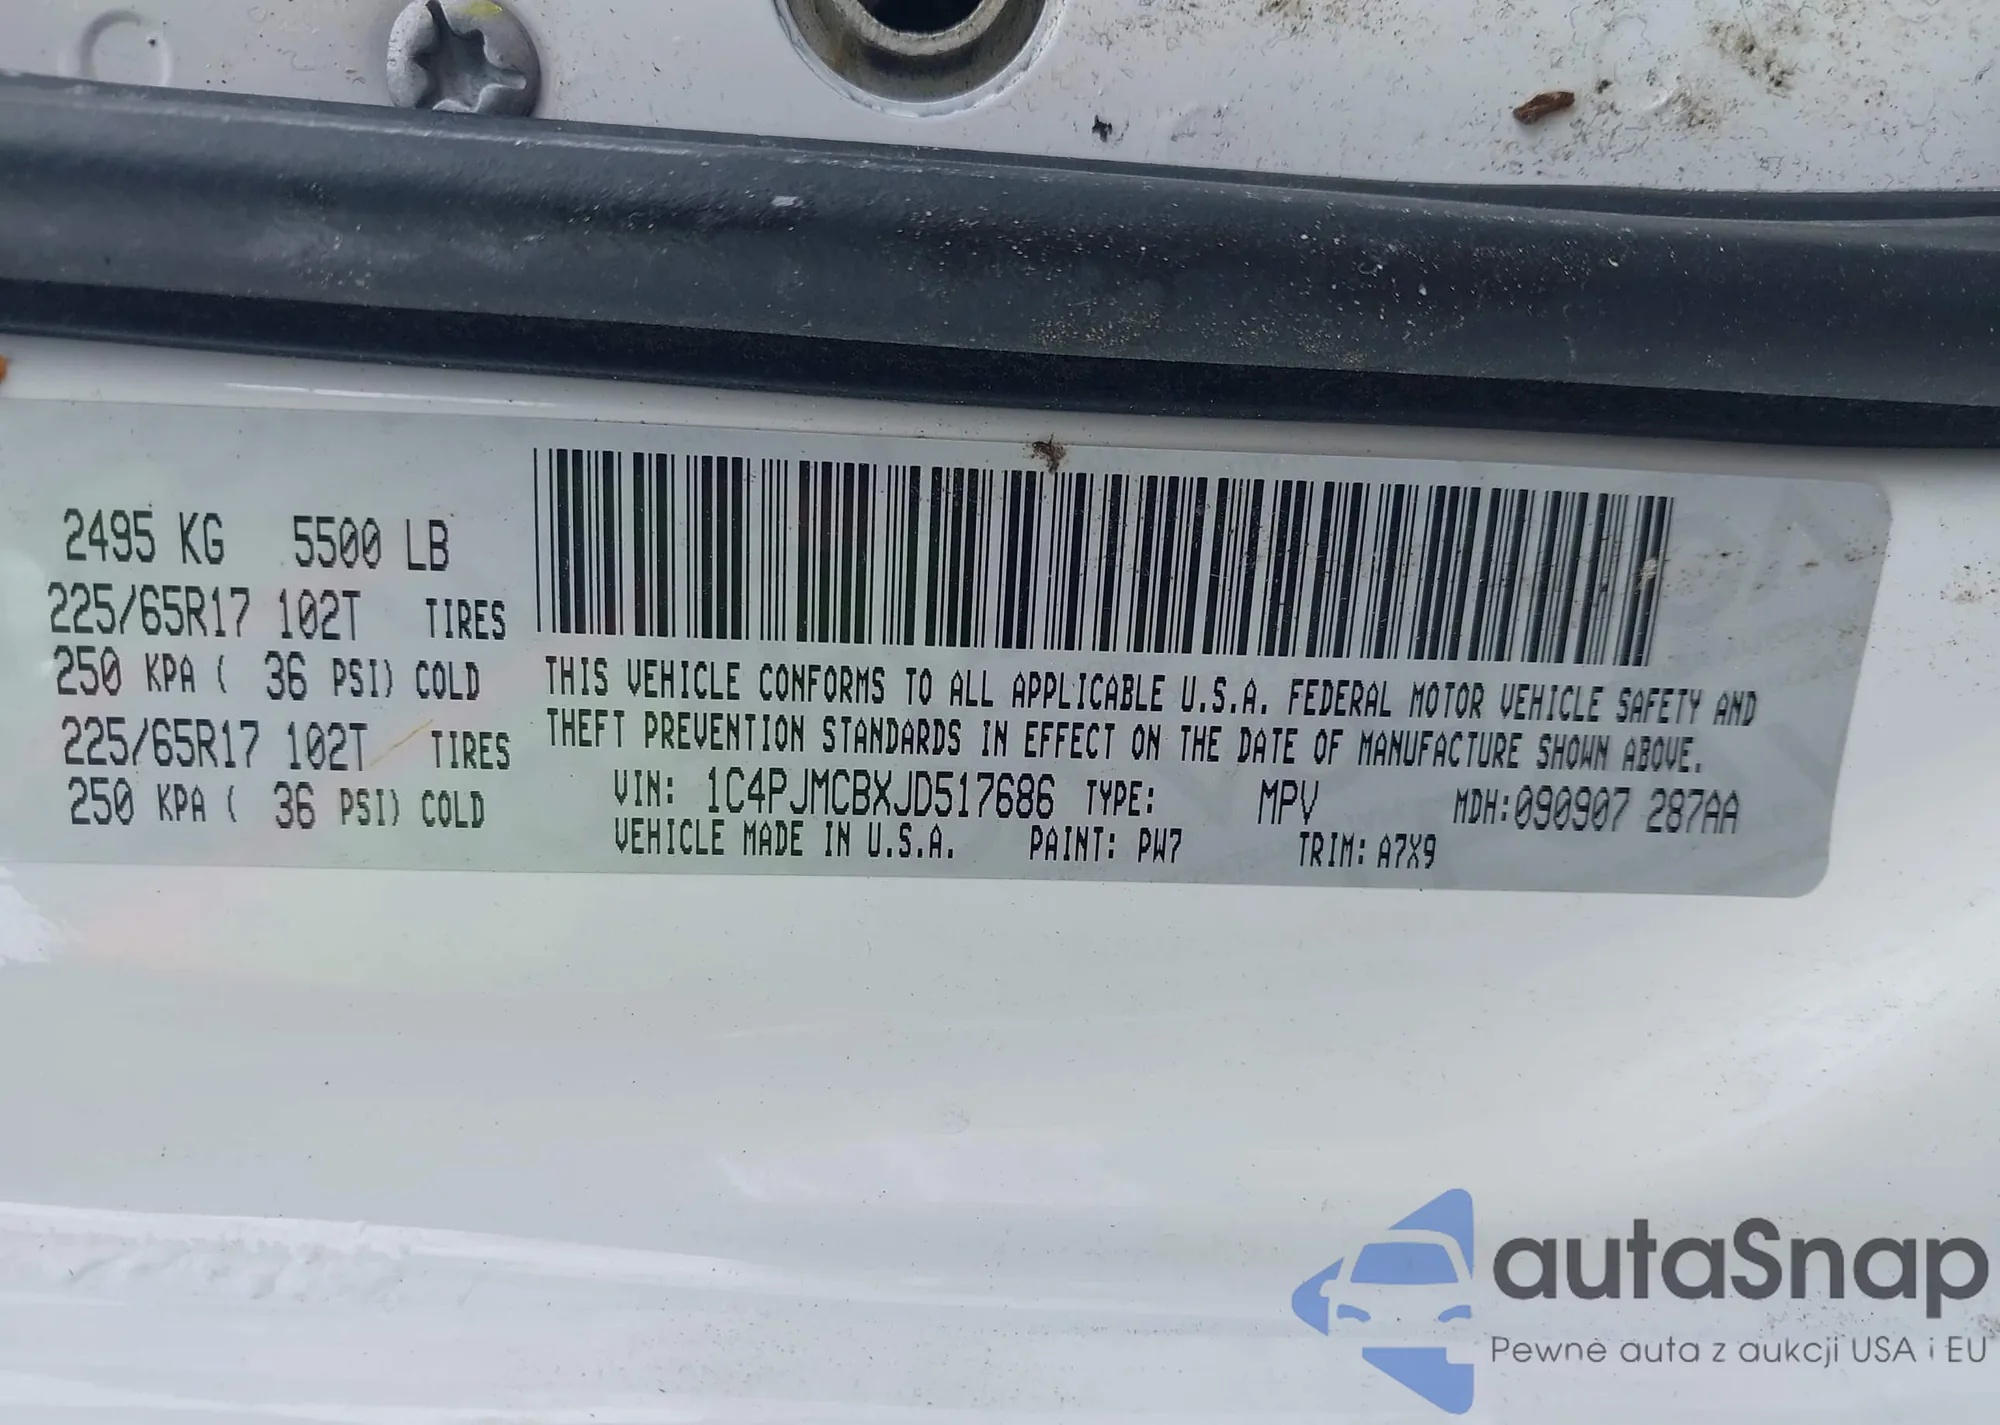 2495 KG 5500 LB
225/65R17 102T TIRES
250 KPA ( 36 PSI) COLD
225/65R17 102T TIRES
250 KPA ( 36 PSI) COLD
THIS VEHICLE CONFORMS TO ALL APPLICABLE U.S.A. FEDERAL MOTOR VEHICLE SAFETY AND
THEFT PREVENTION STANDARDS IN EFFECT ON THE DATE OF MANUFACTURE SHOWN ABOVE.
VIN: 1C4PJMCBXJD517686 TYPE: MPV MDH:090907 287AA
VEHICLE MADE IN U.S.A. PAINT: PW7 TRIM: A7X9
autaSnap
Pewne auta z aukcji USA i EU